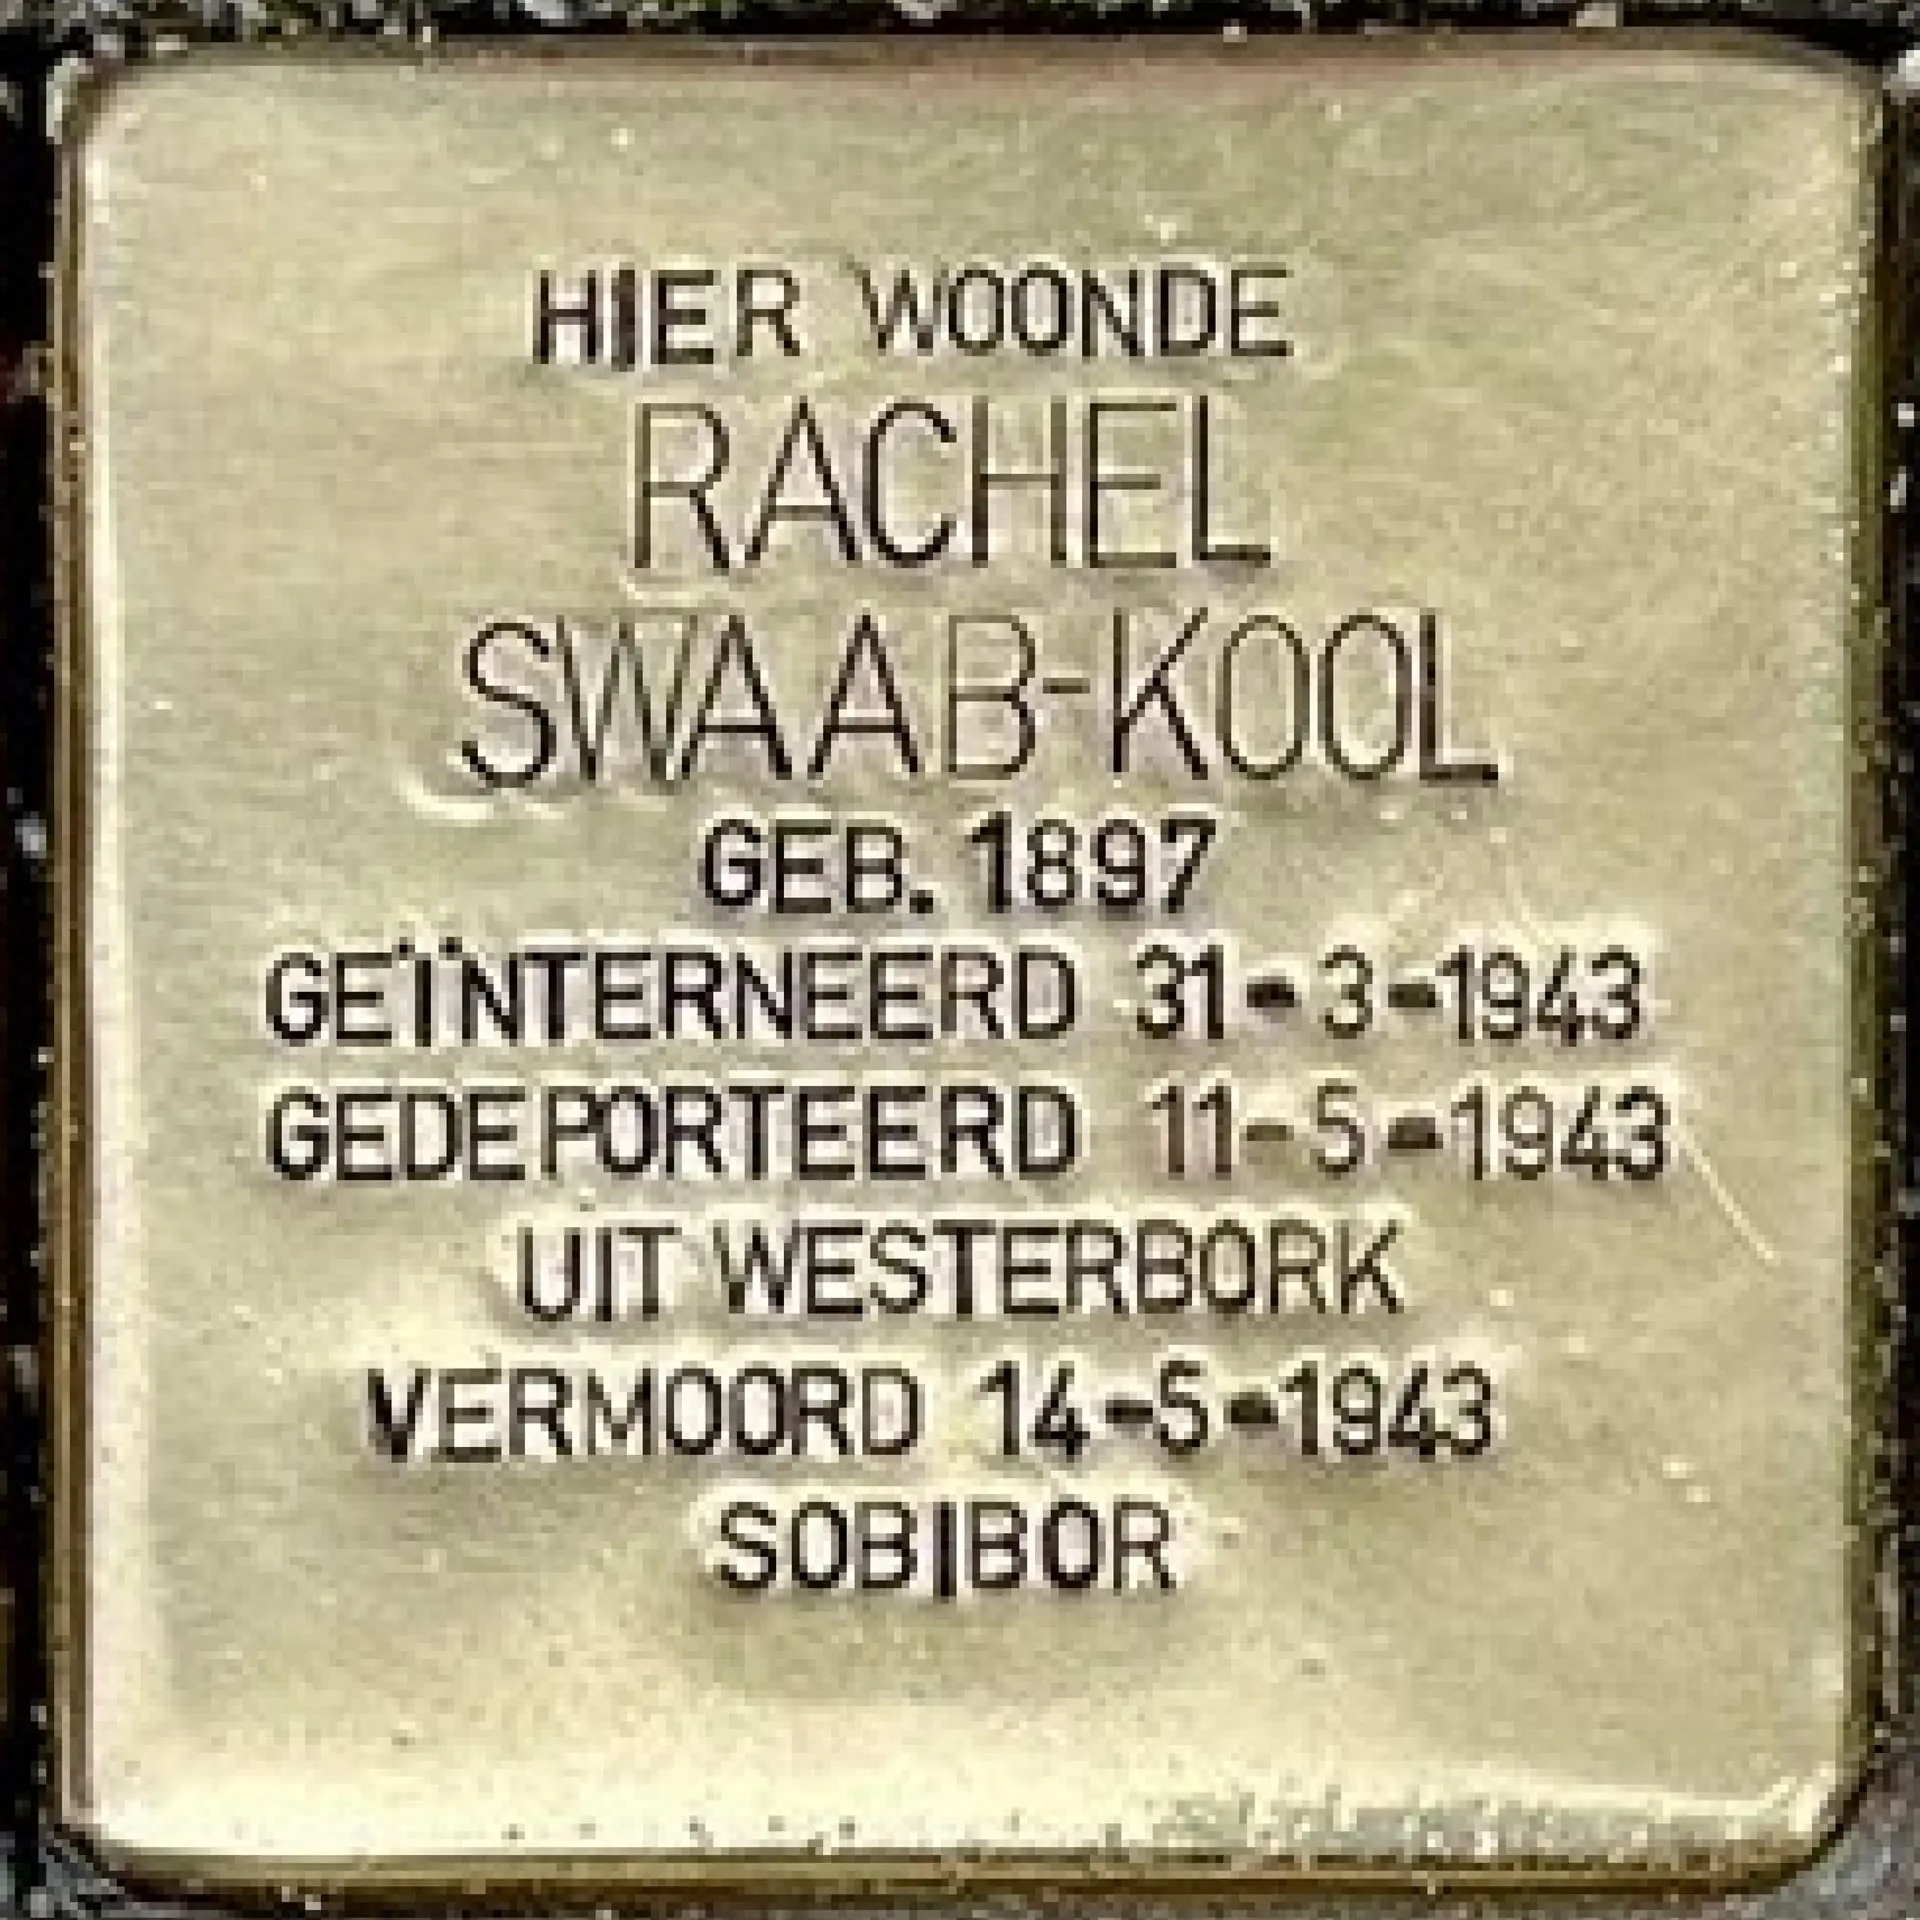 HIER WOONDE
RACHEL
SWAAB-KOOL
GEB. 1897
GEÏNTERNEERD 31-3-1943
GEDEPORTEERD 11-5-1943
UIT WESTERBORK
VERMOORD 14-5-1943
SOBIBOR